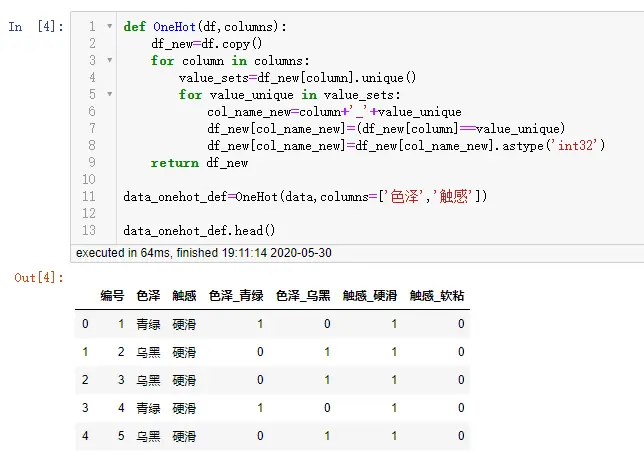 In [4]:
1 def OneHot(df,columns):
2 df_new=df.copy()
3 for column in columns:
4 value_sets=df_new[column].unique()
5 for value_unique in value_sets:
6 col_name_new=column+'_'+value_unique
7 df_new[col_name_new]=(df_new[column]==value_unique)
8 df_new[col_name_new]=df_new[col_name_new].astype('int32')
9 return df_new
10
11 data_onehot_def=OneHot(data,columns=['色泽','触感'])
12
13 data_onehot_def.head()
executed in 64ms, finished 19:11:14 2020-05-30
Out[4]:
编号 色泽 触感 色泽_青绿 色泽_乌黑 触感_硬滑 触感_软粘
0 1 青绿 硬滑 1 0 1 0
1 2 乌黑 硬滑 0 1 1 0
2 3 乌黑 硬滑 0 1 1 0
3 4 青绿 硬滑 1 0 1 0
4 5 乌黑 硬滑 0 1 1 0